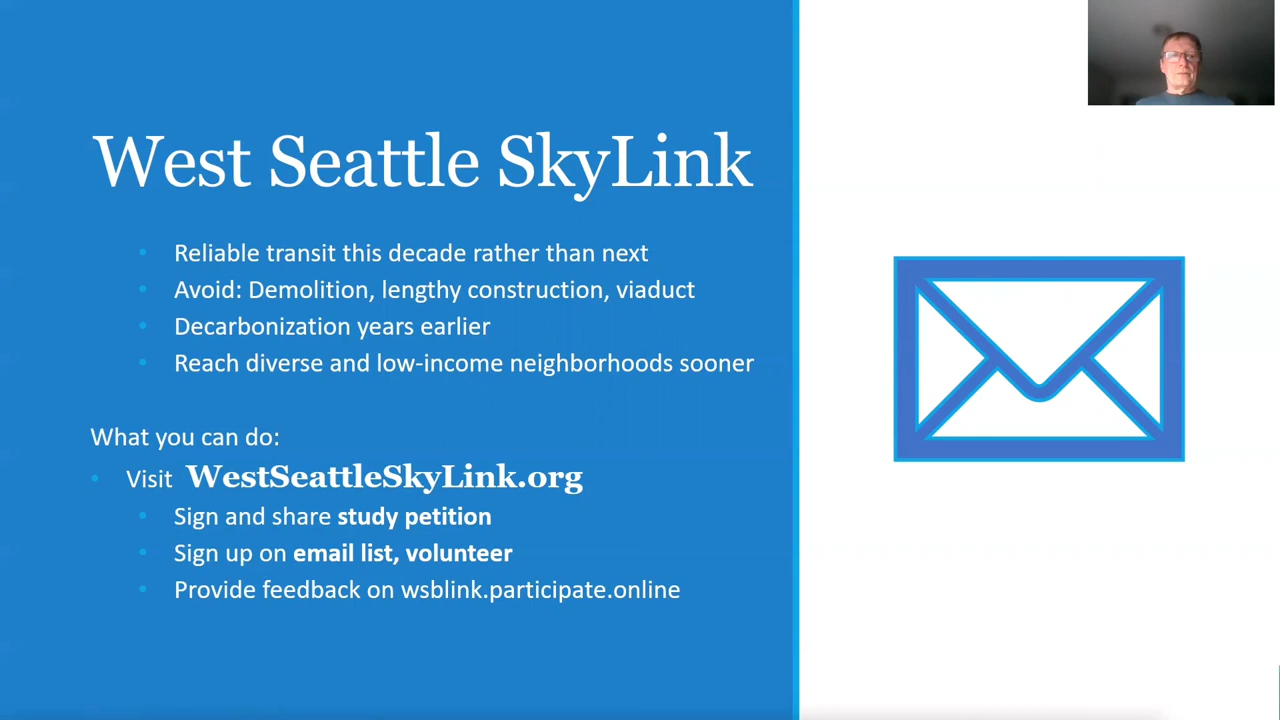 West Seattle SkyLink
• Reliable transit this decade rather than next
• Avoid: Demolition, lengthy construction, viaduct
• Decarbonization years earlier
• Reach diverse and low-income neighborhoods sooner
What you can do:
• Visit WestSeattleSkyLink.org
• Sign and share study petition
• Sign up on email list, volunteer
• Provide feedback on wsblink.participate.online